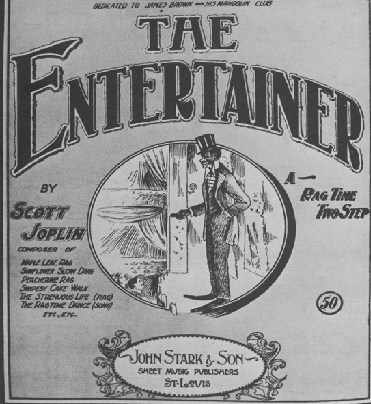 DEDICATED TO JAMES BROWN AND HIS MANDOLIN CLUB
THE
ENTERTAINER
BY
SCOTT
JOPLIN
COMPOSER OF
MAPLE LEAF RAG
SUNFLOWER SLOW DRAG
PEACHERINE RAG
SWIPESY CAKE WALK
THE STRENUOUS LIFE (RAG)
THE RAGTIME DANCE (SONG)
ETC., ETC.
A—
RAG TIME
TWO STEP
50
JOHN STARK & SON
SHEET MUSIC PUBLISHERS
ST. LOUIS